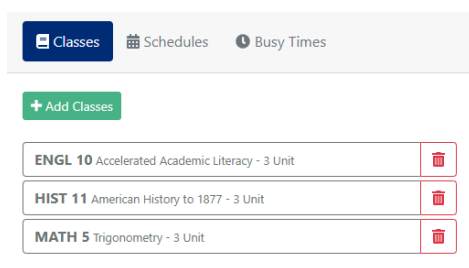 Classes Schedules Busy Times
+ Add Classes
ENGL 10 Accelerated Academic Literacy - 3 Unit
HIST 11 American History to 1877 - 3 Unit
MATH 5 Trigonometry - 3 Unit